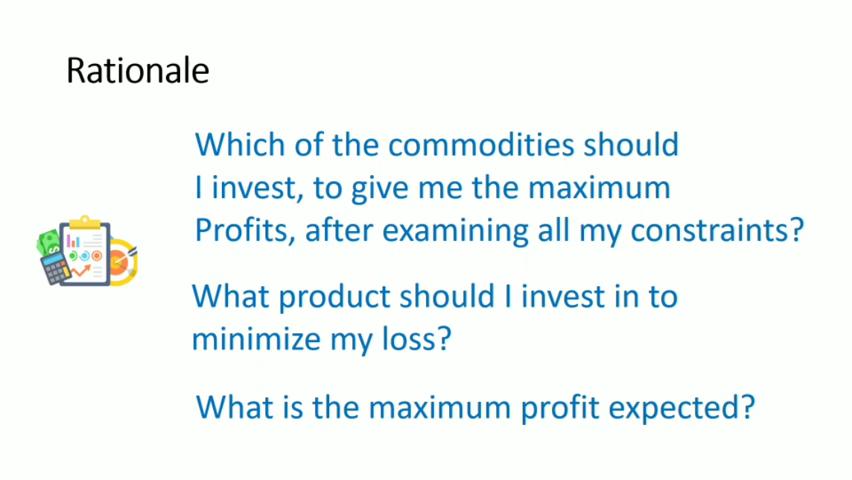 Rationale
Which of the commodities should
I invest, to give me the maximum
Profits, after examining all my constraints?
What product should I invest in to
minimize my loss?
What is the maximum profit expected?